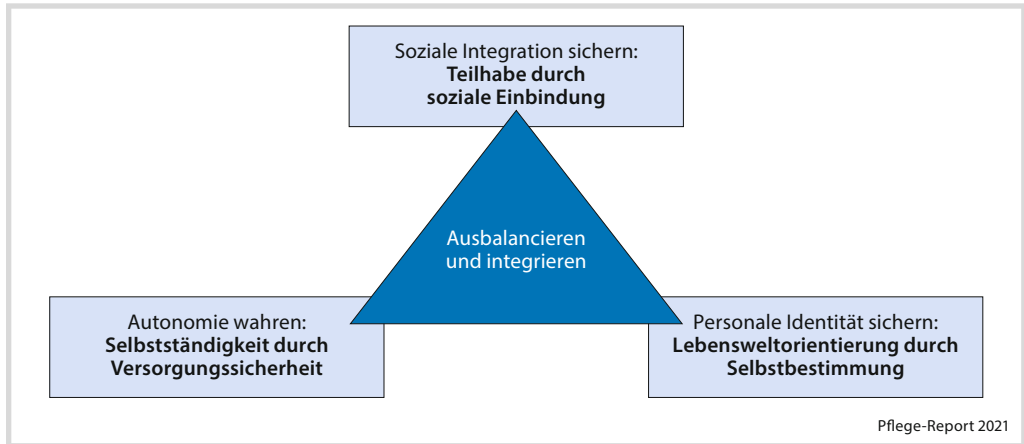 Soziale Integration sichern:
Teilhabe durch
soziale Einbindung
Ausbalancieren
und integrieren
Autonomie wahren:
Selbstständigkeit durch
Versorgungssicherheit
Personale Identität sichern:
Lebensweltorientierung durch
Selbstbestimmung
Pflege-Report 2021